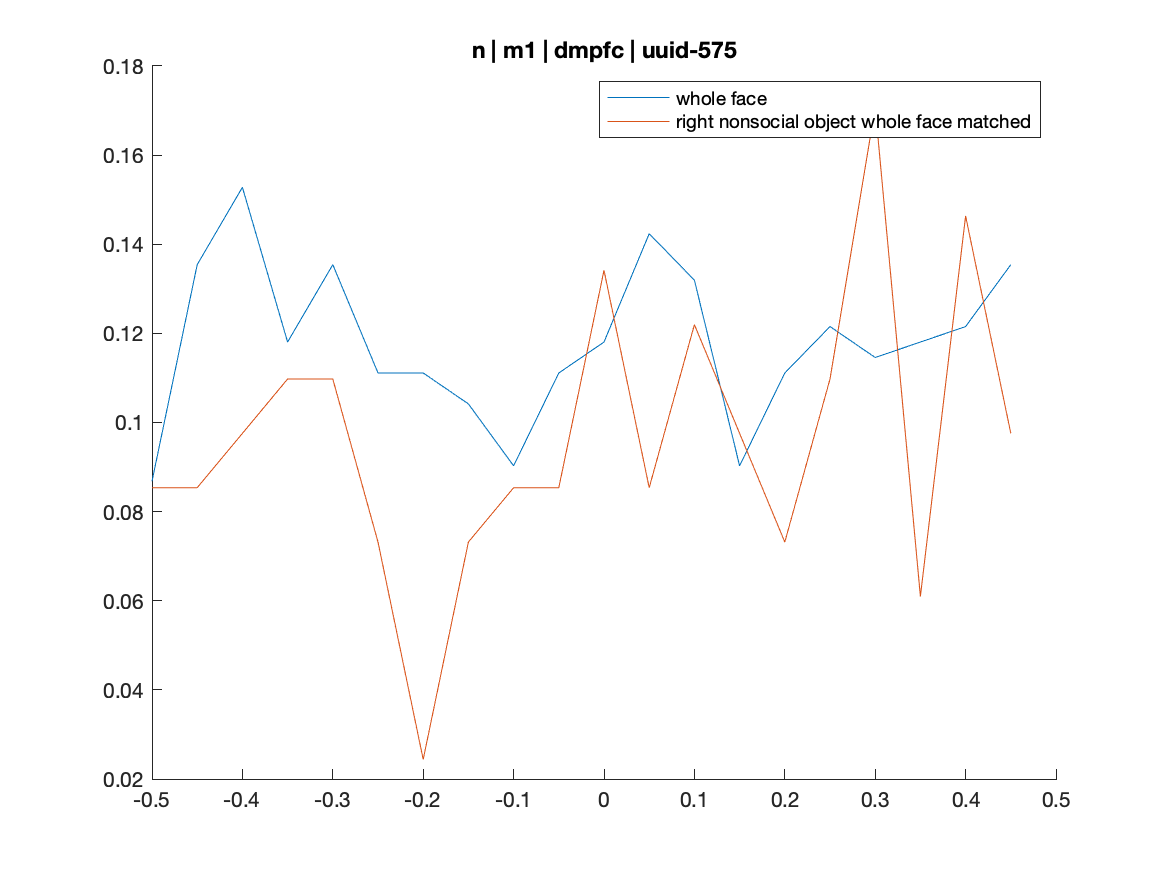 n | m1 | dmpfc | uuid-575
0.18
whole face
right nonsocial object whole face matched
0.16
0.14
0.12
0.1
0.08
0.06
0.04
0.02
-0.5 -0.4 -0.3 -0.2 -0.1 0 0.1 0.2 0.3 0.4 0.5